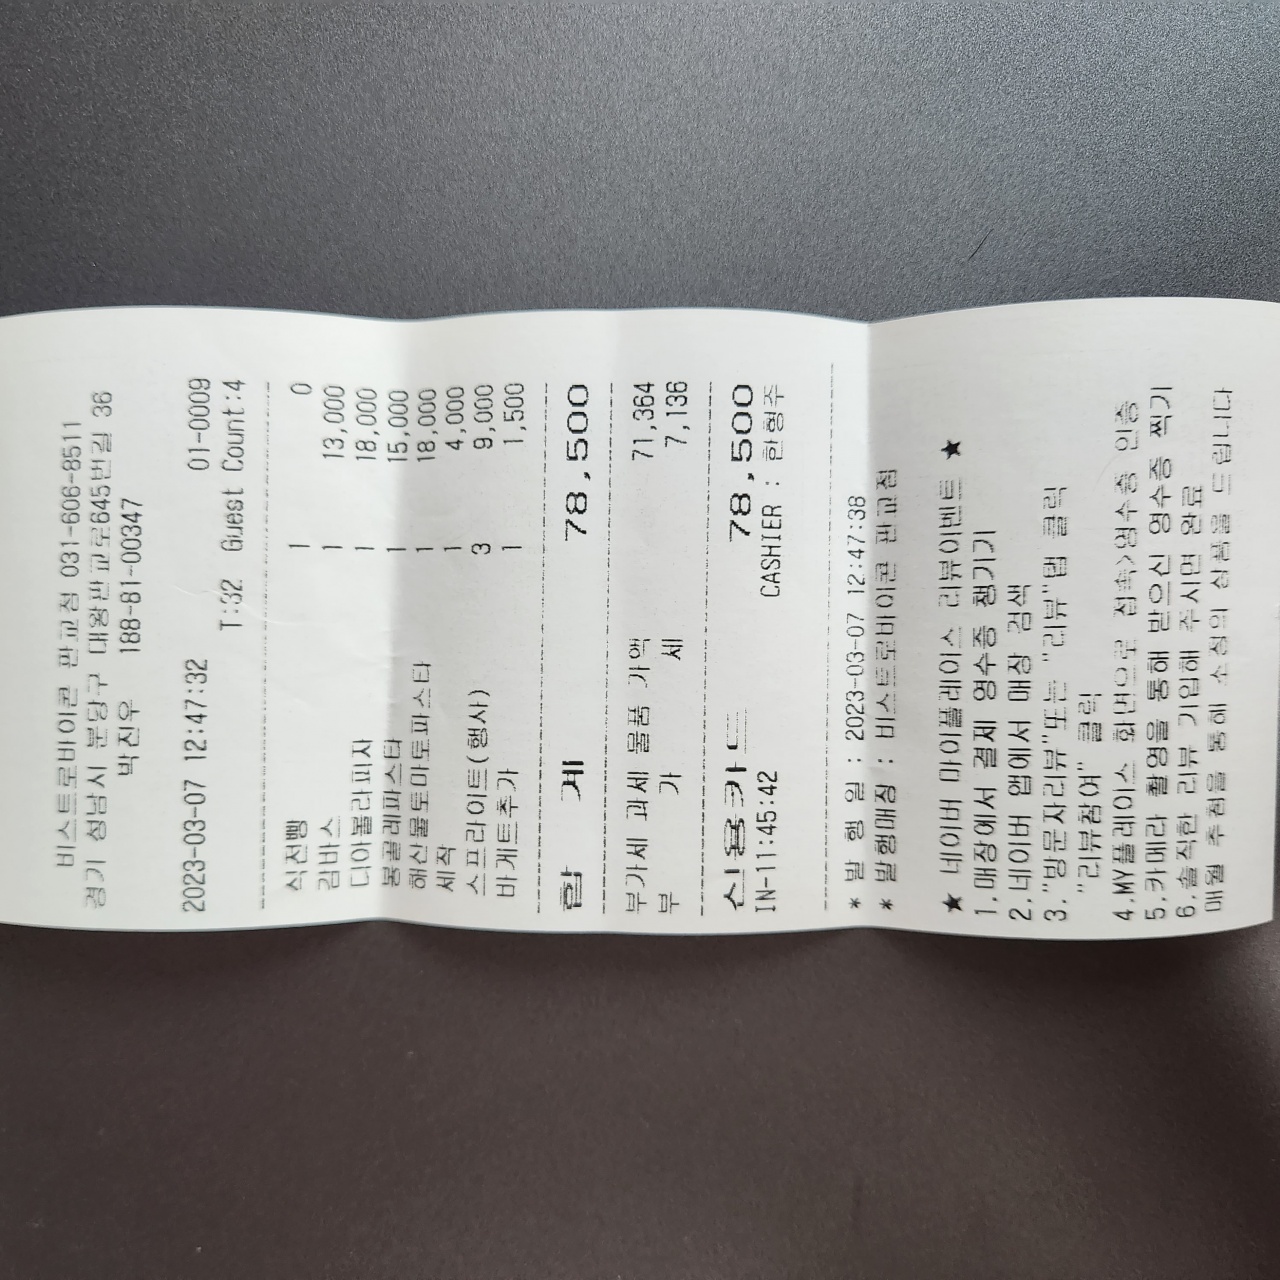 비스트로바이콘 판교점 031-606-8511
경기 성남시 분당구 대왕판교로645번길 36
박진우 188-81-00347
2023-03-07 12:47:32 01-0009
T:32 Guest Count:4
식전빵 1 0
김바스 1 13,000
디아볼라피자 1 18,000
봉골레파스타 1 15,000
해산물토마토파스타 1 18,000
세작 1 4,000
스프라이트(행사) 3 9,000
바게트추가 1 1,500
합 계 78,500
부가세 과세 물품 가액 71,364
부 가 세 7,136
신용카드 78,500
IN-11:45:42 CASHIER : 함형주
* 발 행 일 : 2023-03-07 12:47:38
* 발행매장 : 비스트로바이콘 판교점
★ 네이버 마이플레이스 리뷰이벤트 ★
1.매장에서 결제 영수증 챙기기
2.네이버 앱에서 매장 검색
3."방문자리뷰"또는"리뷰"탭 클릭
"리뷰참여" 클릭
4.MY플레이스 화면으로 접속>영수증 인증
5.카메라 촬영을 통해 받으신 영수증 찍기
6.솔직한 리뷰 기입해 주시면 완료
매월 추첨을 통해 소정의 상품을 드립니다